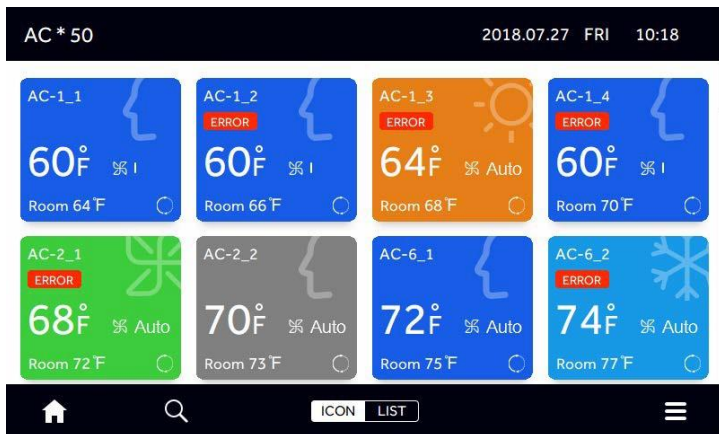 AC * 50 2018.07.27 FRI 10:18
AC-1_1
60°F I
Room 64°F
AC-1_2
ERROR
60°F I
Room 66°F
AC-1_3
ERROR
64°F Auto
Room 68°F
AC-1_4
ERROR
60°F I
Room 70°F
AC-2_1
ERROR
68°F Auto
Room 72°F
AC-2_2
70°F Auto
Room 73°F
AC-6_1
72°F Auto
Room 75°F
AC-6_2
ERROR
74°F Auto
Room 77°F
ICON LIST